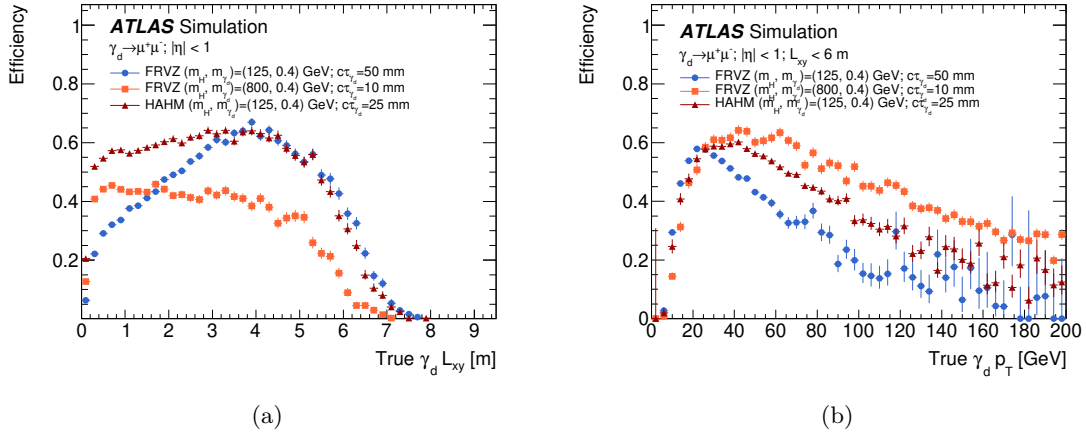 ATLAS Simulation
γd→μ+μ-; |η| < 1
FRVZ (mH, mγd)=(125, 0.4) GeV; cτγd=50 mm
FRVZ (mH, mγd)=(800, 0.4) GeV; cτγd=10 mm
HAHM (mH, mγd)=(125, 0.4) GeV; cτγd=25 mm
Efficiency
1
0.8
0.6
0.4
0.2
0 1 2 3 4 5 6 7 8 9
True γd Lxy [m]
(a)
ATLAS Simulation
γd→μ+μ-; |η| < 1; Lxy < 6 m
FRVZ (mH, mγd)=(125, 0.4) GeV; cτγd=50 mm
FRVZ (mH, mγd)=(800, 0.4) GeV; cτγd=10 mm
HAHM (mH, mγd)=(125, 0.4) GeV; cτγd=25 mm
Efficiency
1
0.8
0.6
0.4
0.2
0 20 40 60 80 100 120 140 160 180 200
True γd pT [GeV]
(b)